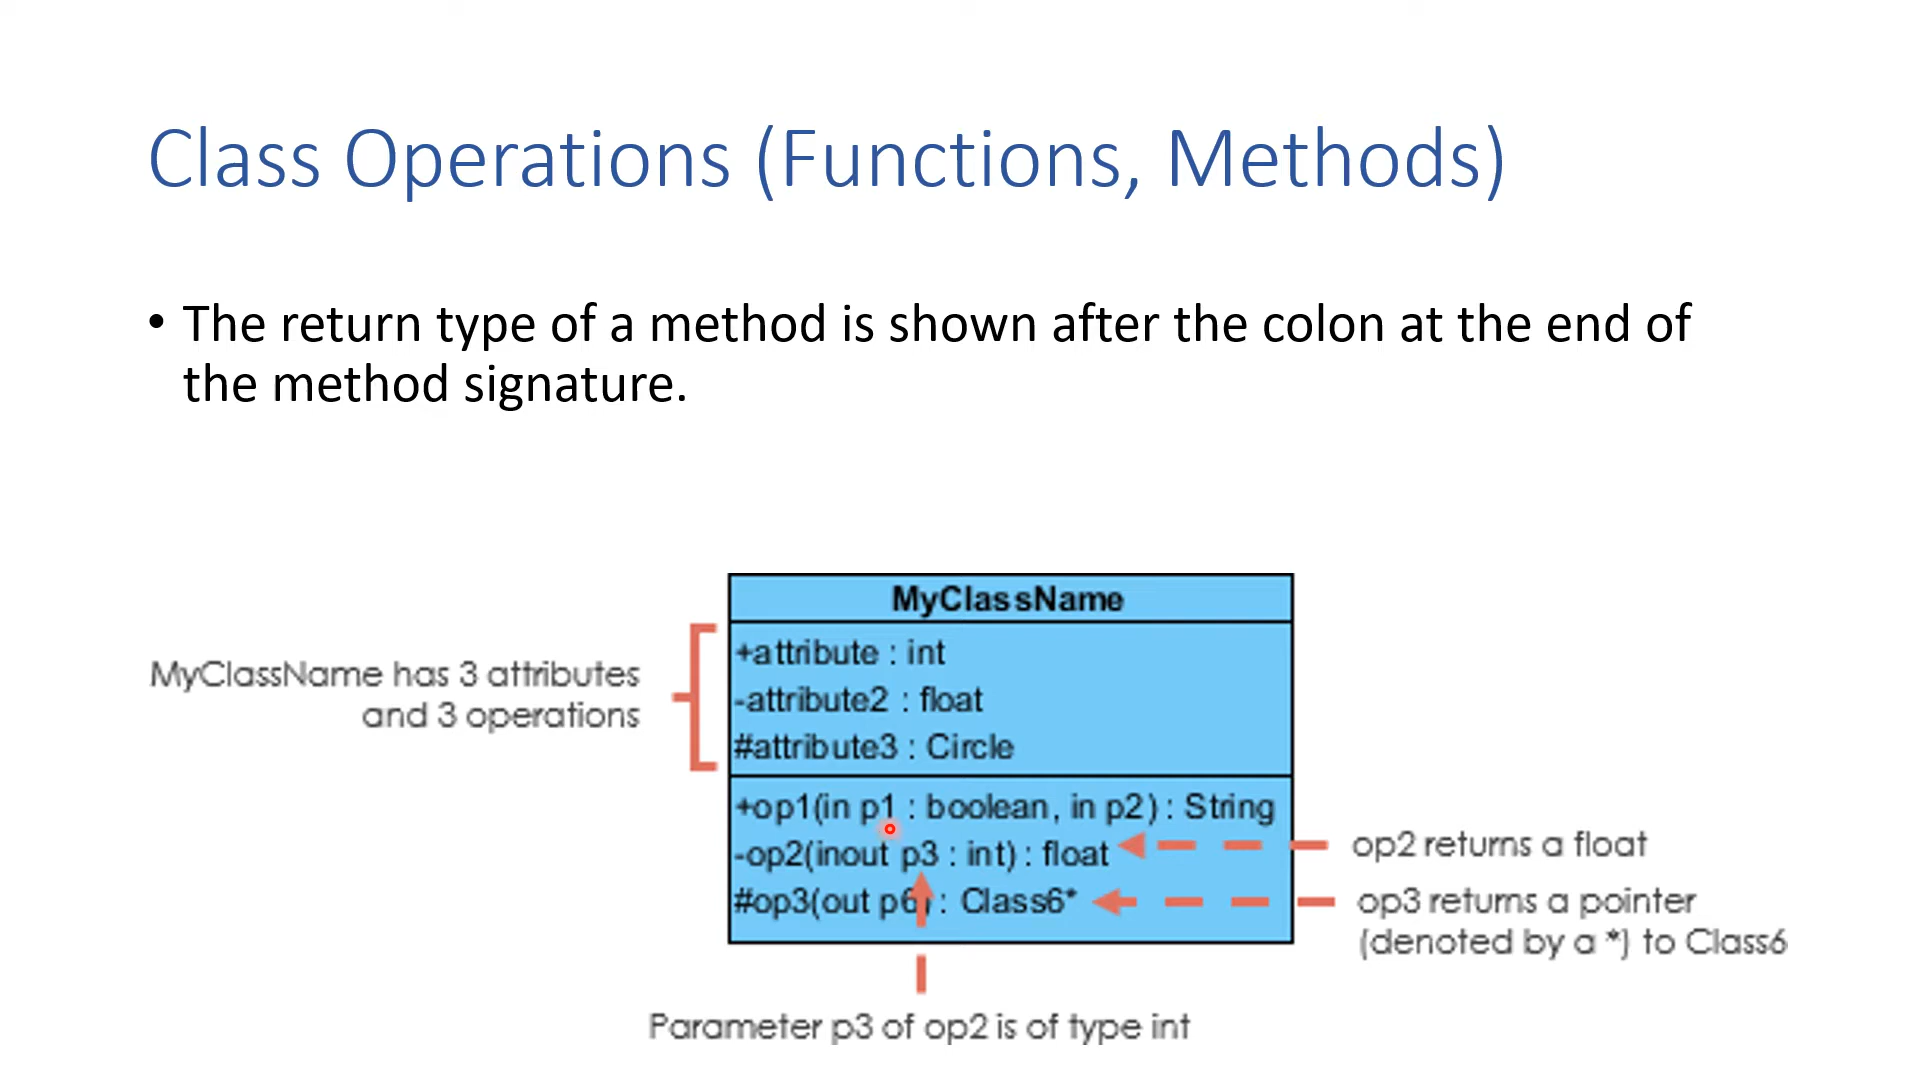 Class Operations (Functions, Methods)
• The return type of a method is shown after the colon at the end of
the method signature.
MyClassName
+attribute : int
-attribute2 : float
#attribute3 : Circle
MyClassName has 3 attributes
and 3 operations
+op1(in p1 : boolean, in p2) : String
-op2(inout p3 : int) : float
#op3(out p6) : Class6*
op2 returns a float
op3 returns a pointer
(denoted by a *) to Class6
Parameter p3 of op2 is of type int